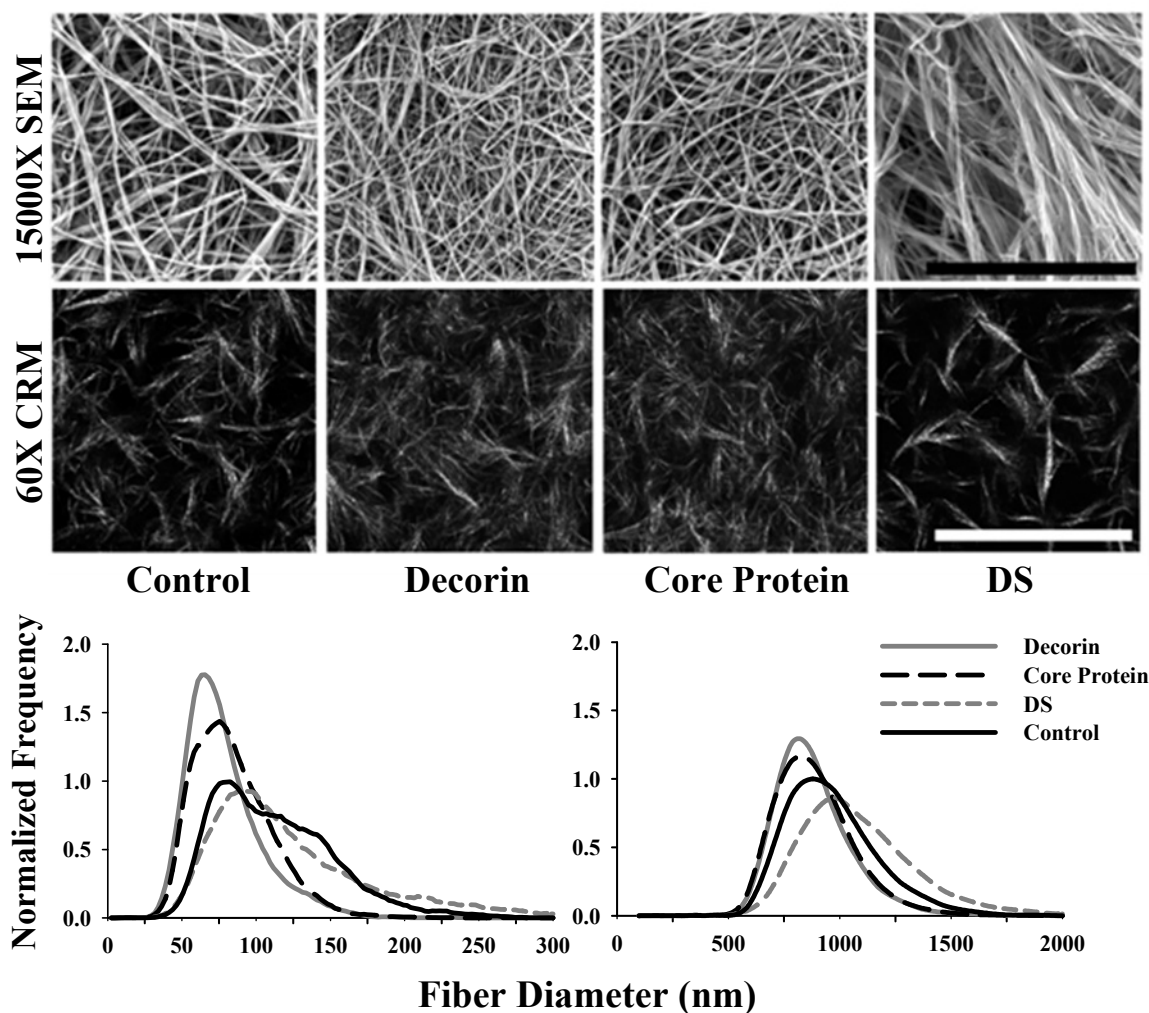 15000X SEM
60X CRM
Control Decorin Core Protein DS
Normalized Frequency
2.0
1.5
1.0
0.5
0.0
0 50 100 150 200 250 300
2.0
1.5
1.0
0.5
0.0
0 500 1000 1500 2000
Decorin
Core Protein
DS
Control
Fiber Diameter (nm)